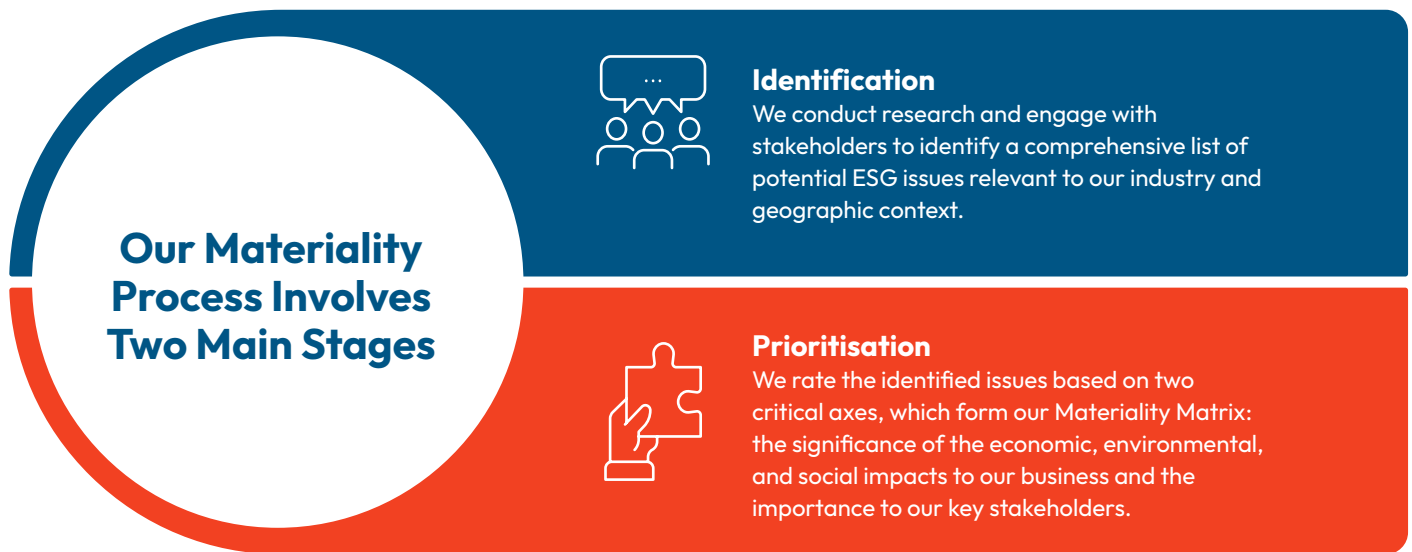 Our Materiality
Process Involves
Two Main Stages
Identification
We conduct research and engage with
stakeholders to identify a comprehensive list of
potential ESG issues relevant to our industry and
geographic context.
Prioritisation
We rate the identified issues based on two
critical axes, which form our Materiality Matrix:
the significance of the economic, environmental,
and social impacts to our business and the
importance to our key stakeholders.